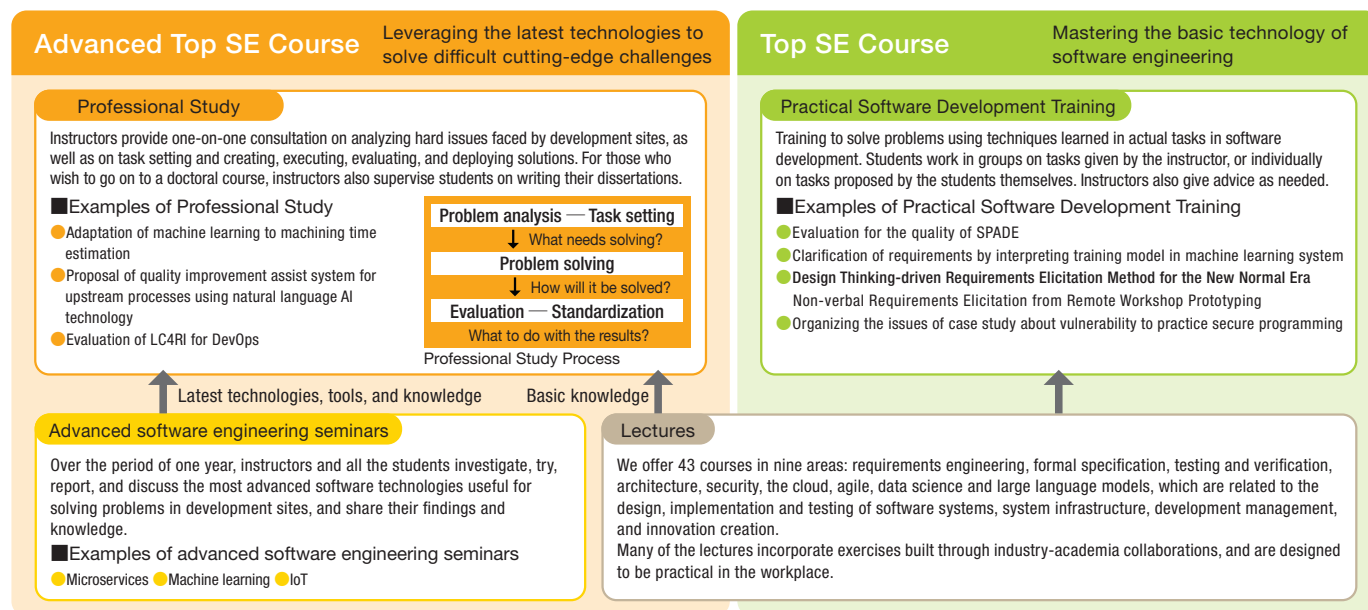 Advanced Top SE Course
Leveraging the latest technologies to
solve difficult cutting-edge challenges
Professional Study
Instructors provide one-on-one consultation on analyzing hard issues faced by development sites, as
well as on task setting and creating, executing, evaluating, and deploying solutions. For those who
wish to go on to a doctoral course, instructors also supervise students on writing their dissertations.
■Examples of Professional Study
●Adaptation of machine learning to machining time
estimation
●Proposal of quality improvement assist system for
upstream processes using natural language AI
technology
●Evaluation of LC4RI for DevOps
Problem analysis — Task setting
↓ What needs solving?
Problem solving
↓ How will it be solved?
Evaluation — Standardization
What to do with the results?
Professional Study Process
Latest technologies, tools, and knowledge
Basic knowledge
Advanced software engineering seminars
Over the period of one year, instructors and all the students investigate, try,
report, and discuss the most advanced software technologies useful for
solving problems in development sites, and share their findings and
knowledge.
■Examples of advanced software engineering seminars
●Microservices ●Machine learning ●IoT
Top SE Course
Mastering the basic technology of
software engineering
Practical Software Development Training
Training to solve problems using techniques learned in actual tasks in software
development. Students work in groups on tasks given by the instructor, or individually
on tasks proposed by the students themselves. Instructors also give advice as needed.
■Examples of Practical Software Development Training
●Evaluation for the quality of SPADE
●Clarification of requirements by interpreting training model in machine learning system
●Design Thinking-driven Requirements Elicitation Method for the New Normal Era
Non-verbal Requirements Elicitation from Remote Workshop Prototyping
●Organizing the issues of case study about vulnerability to practice secure programming
Lectures
We offer 43 courses in nine areas: requirements engineering, formal specification, testing and verification,
architecture, security, the cloud, agile, data science and large language models, which are related to the
design, implementation and testing of software systems, system infrastructure, development management,
and innovation creation.
Many of the lectures incorporate exercises built through industry-academia collaborations, and are designed
to be practical in the workplace.